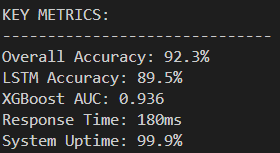 KEY METRICS:
------------------------------
Overall Accuracy: 92.3%
LSTM Accuracy: 89.5%
XGBoost AUC: 0.936
Response Time: 180ms
System Uptime: 99.9%